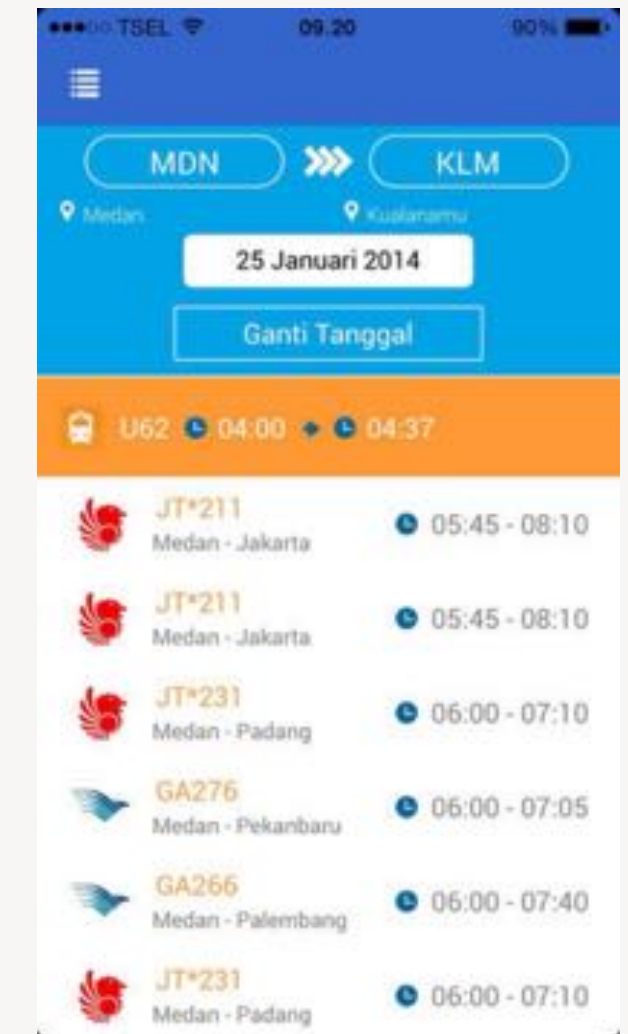 TSEL 09.20 90%
MDN KLM
Medan Kualanamu
25 Januari 2014
Ganti Tanggal
U62 04:00 04:37
JT*211
Medan - Jakarta 05:45 - 08:10
JT*211
Medan - Jakarta 05:45 - 08:10
JT*231
Medan - Padang 06:00 - 07:10
GA276
Medan - Pekanbaru 06:00 - 07:05
GA266
Medan - Palembang 06:00 - 07:40
JT*231
Medan - Padang 06:00 - 07:10